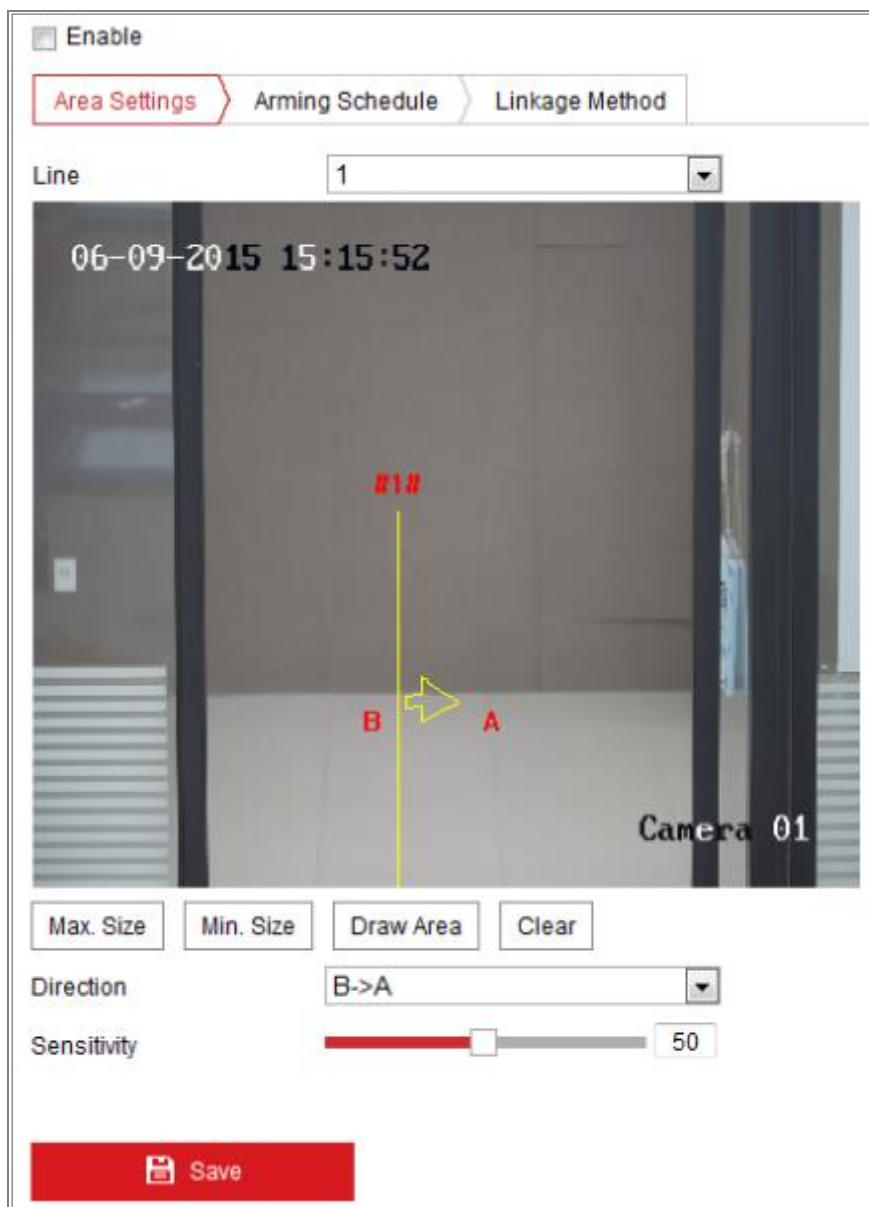 Enable
Area Settings Arming Schedule Linkage Method
Line 1
06-09-2015 15:15:52
#1#
B A
Camera 01
Max. Size Min. Size Draw Area Clear
Direction B->A
Sensitivity 50
Save